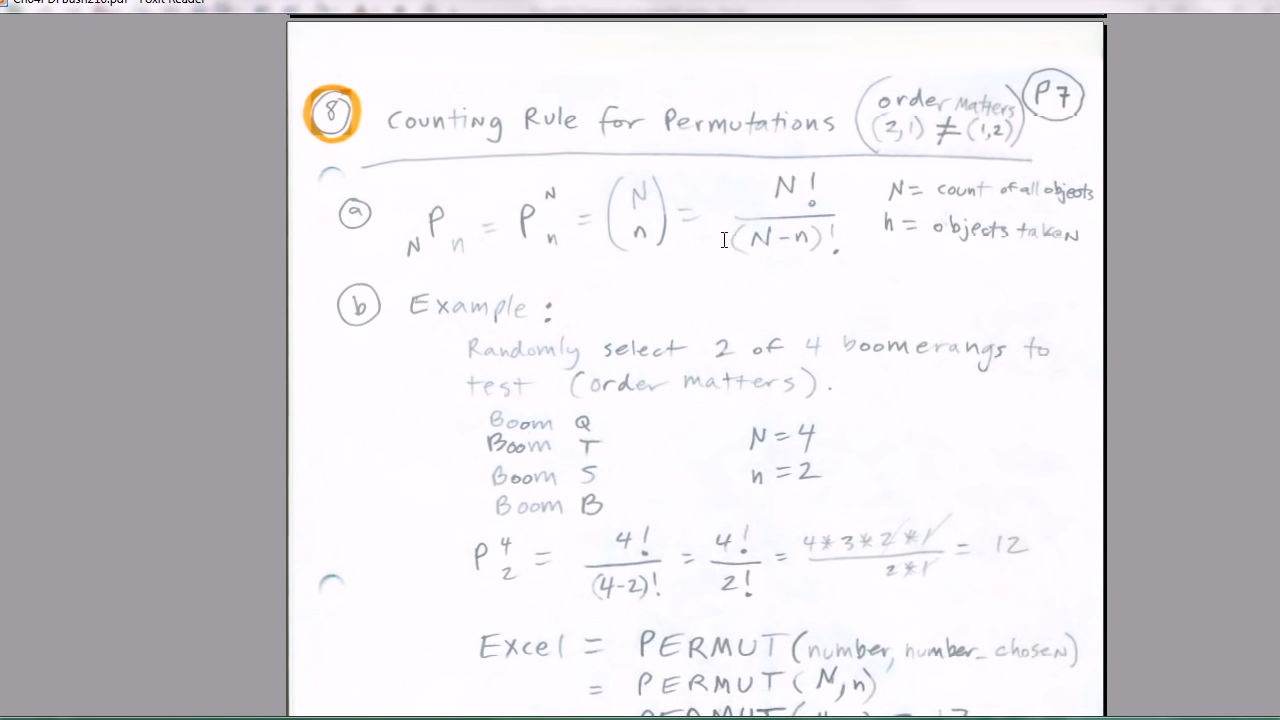 8 Counting Rule for Permutations (order Matters (2,1) ≠ (1,2)) P7
a NPn = P N n = (N n) = N! / (N-n)! N = count of all objects
n = objects taken
b Example:
Randomly select 2 of 4 boomerangs to
test (order matters).
Boom Q
Boom T N = 4
Boom S n = 2
Boom B
P 4 2 = 4! / (4-2)! = 4! / 2! = 4*3*2*1 / 2*1 = 12
Excel = PERMUT(number, number_chosen)
= PERMUT(N,n)